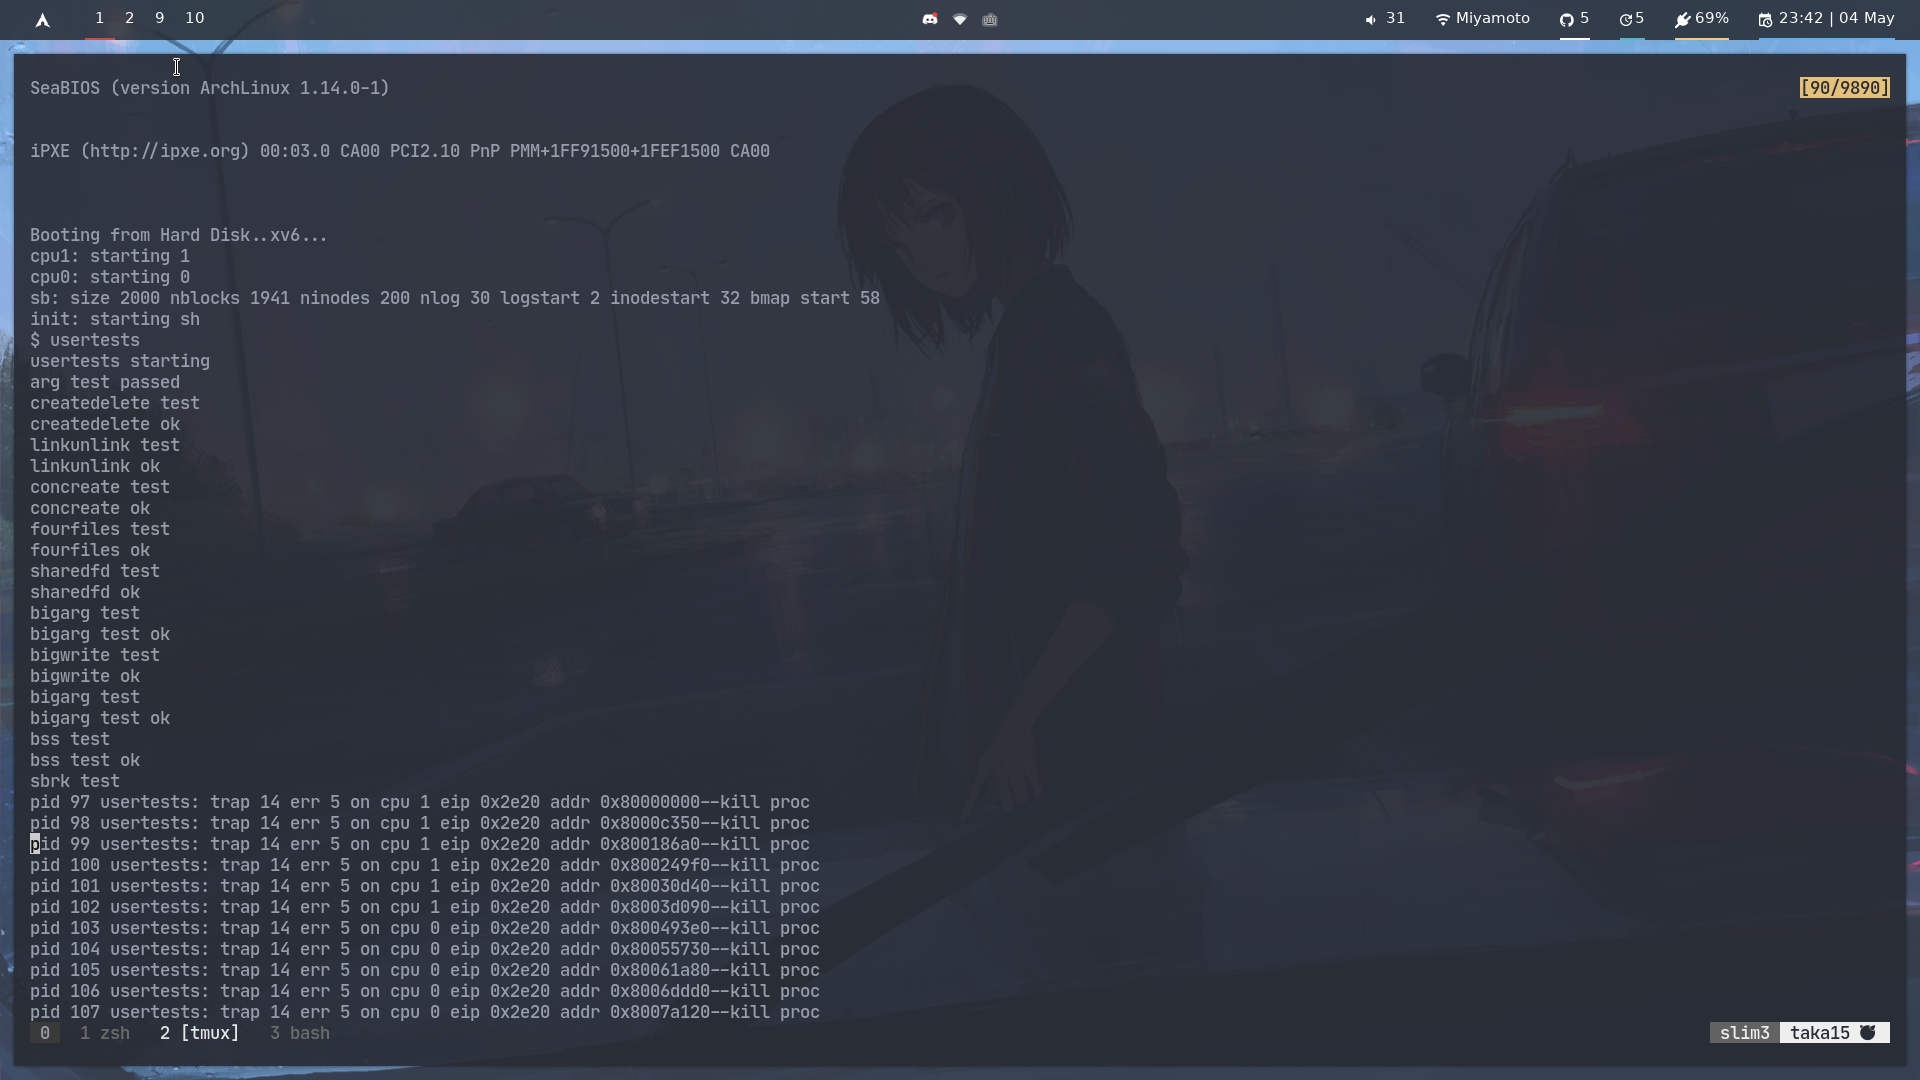 1 2 9 10 31 Miyamoto 5 5 69% 23:42 | 04 May
SeaBIOS (version ArchLinux 1.14.0-1) [90/9890]
iPXE (http://ipxe.org) 00:03.0 CA00 PCI2.10 PnP PMM+1FF91500+1FEF1500 CA00
Booting from Hard Disk..xv6...
cpu1: starting 1
cpu0: starting 0
sb: size 2000 nblocks 1941 ninodes 200 nlog 30 logstart 2 inodestart 32 bmap start 58
init: starting sh
$ usertests
usertests starting
arg test passed
createdelete test
createdelete ok
linkunlink test
linkunlink ok
concreate test
concreate ok
fourfiles test
fourfiles ok
sharedfd test
sharedfd ok
bigarg test
bigarg test ok
bigwrite test
bigwrite ok
bigarg test
bigarg test ok
bss test
bss test ok
sbrk test
pid 97 usertests: trap 14 err 5 on cpu 1 eip 0x2e20 addr 0x80000000--kill proc
pid 98 usertests: trap 14 err 5 on cpu 1 eip 0x2e20 addr 0x8000c350--kill proc
pid 99 usertests: trap 14 err 5 on cpu 1 eip 0x2e20 addr 0x800186a0--kill proc
pid 100 usertests: trap 14 err 5 on cpu 1 eip 0x2e20 addr 0x800249f0--kill proc
pid 101 usertests: trap 14 err 5 on cpu 1 eip 0x2e20 addr 0x80030d40--kill proc
pid 102 usertests: trap 14 err 5 on cpu 1 eip 0x2e20 addr 0x8003d090--kill proc
pid 103 usertests: trap 14 err 5 on cpu 0 eip 0x2e20 addr 0x800493e0--kill proc
pid 104 usertests: trap 14 err 5 on cpu 0 eip 0x2e20 addr 0x80055730--kill proc
pid 105 usertests: trap 14 err 5 on cpu 0 eip 0x2e20 addr 0x80061a80--kill proc
pid 106 usertests: trap 14 err 5 on cpu 0 eip 0x2e20 addr 0x8006ddd0--kill proc
pid 107 usertests: trap 14 err 5 on cpu 0 eip 0x2e20 addr 0x8007a120--kill proc
0 1 zsh 2 [tmux] 3 bash slim3 taka15